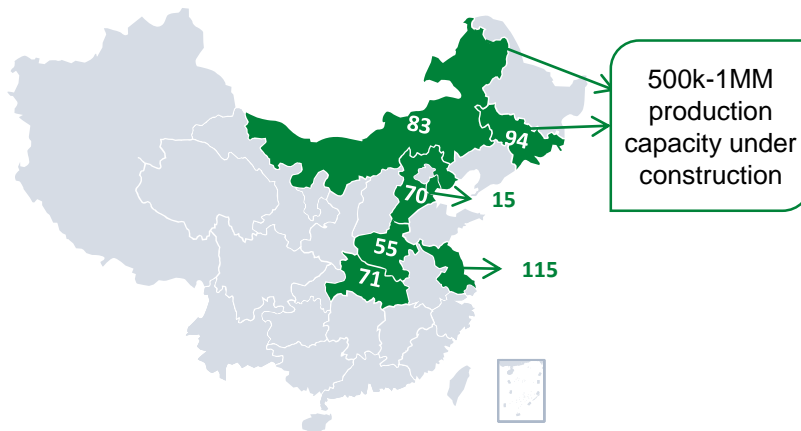 500k-1MM
production
capacity under
construction
83
94
70
15
55
71
115